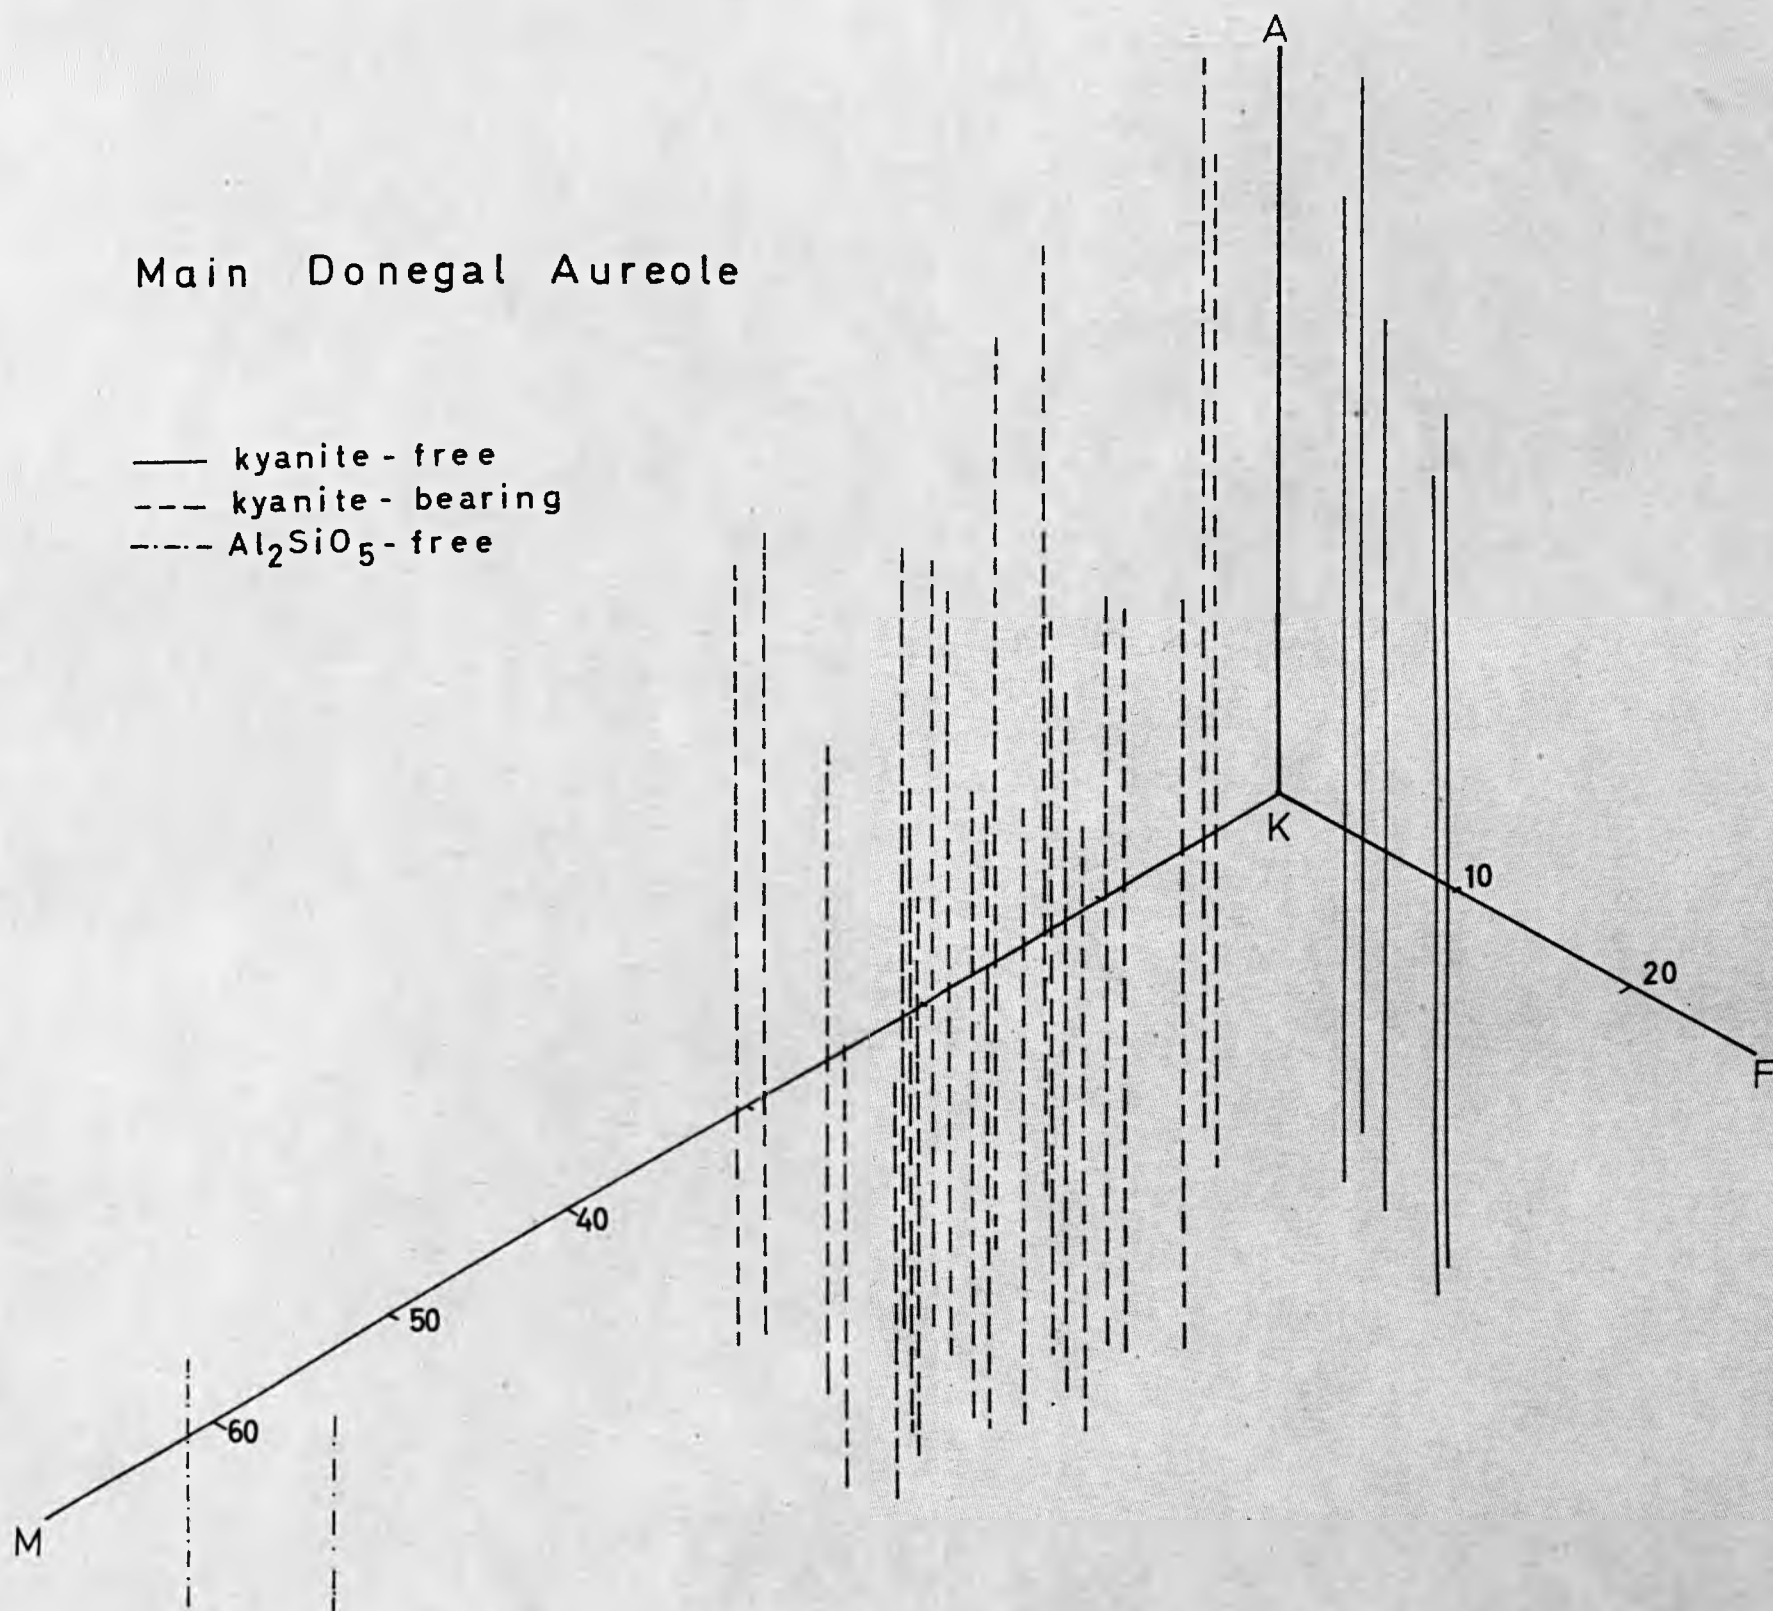 A
Main Donegal Aureole
kyanite - free
kyanite - bearing
Al₂SiO₅ - free
K
10
20
F
40
50
60
M